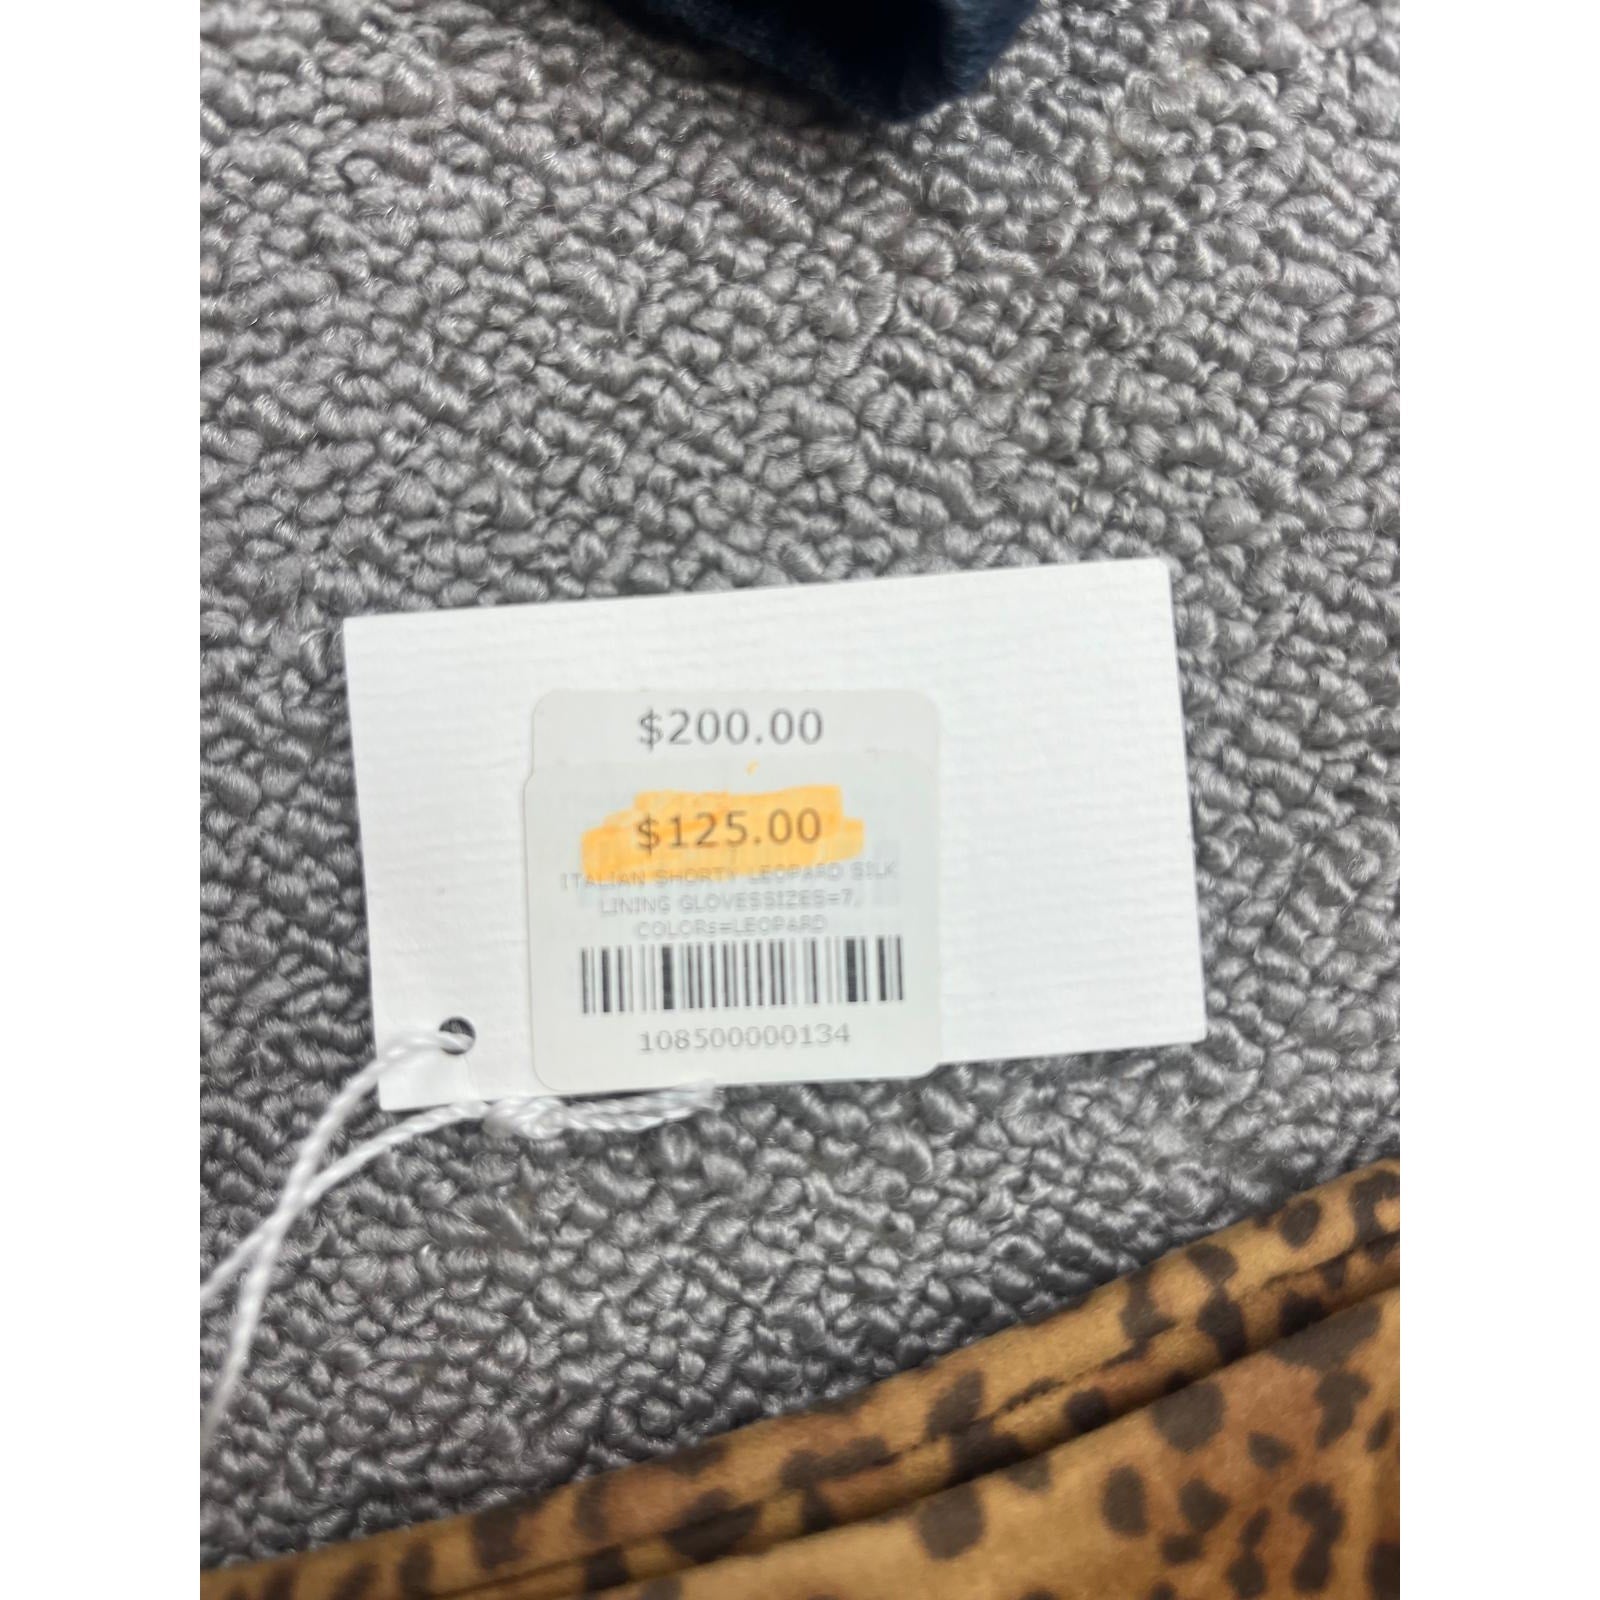 $200.00
$125.00
ITALIAN SHORTY LEOPARD SILK
LINING GLOVESSIZES=7,
COLORs=LEOPARD
108500000134